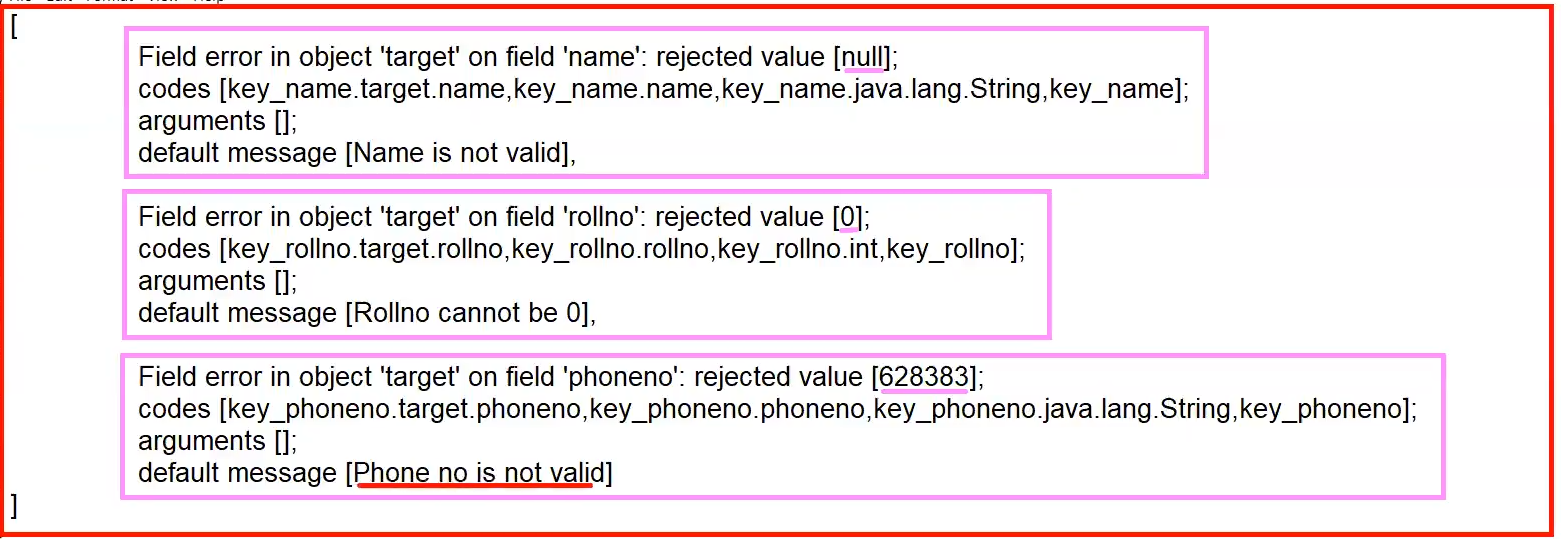 [
Field error in object 'target' on field 'name': rejected value [null];
codes [key_name.target.name,key_name.name,key_name.java.lang.String,key_name];
arguments [];
default message [Name is not valid],
Field error in object 'target' on field 'rollno': rejected value [0];
codes [key_rollno.target.rollno,key_rollno.rollno,key_rollno.int,key_rollno];
arguments [];
default message [Rollno cannot be 0],
Field error in object 'target' on field 'phoneno': rejected value [628383];
codes [key_phoneno.target.phoneno,key_phoneno.phoneno,key_phoneno.java.lang.String,key_phoneno];
arguments [];
default message [Phone no is not valid]
]